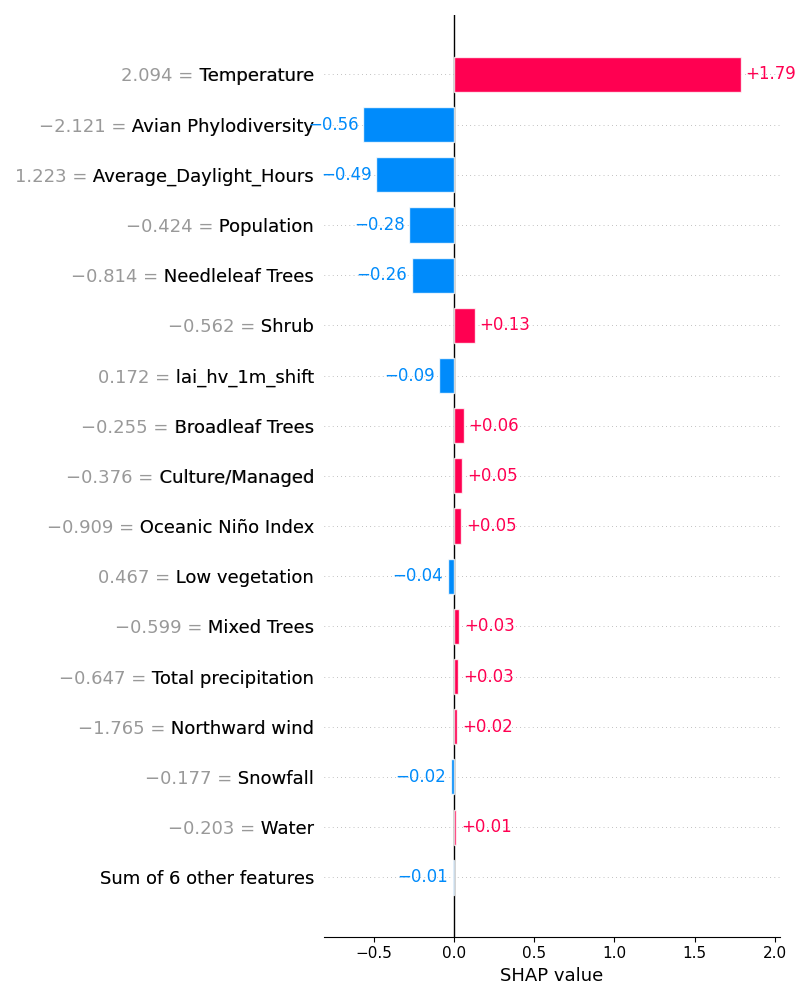 2.094 = Temperature +1.79
−2.121 = Avian Phylodiversity −0.56
1.223 = Average_Daylight_Hours −0.49
−0.424 = Population −0.28
−0.814 = Needleleaf Trees −0.26
−0.562 = Shrub +0.13
0.172 = lai_hv_1m_shift −0.09
−0.255 = Broadleaf Trees +0.06
−0.376 = Culture/Managed +0.05
−0.909 = Oceanic Niño Index +0.05
0.467 = Low vegetation −0.04
−0.599 = Mixed Trees +0.03
−0.647 = Total precipitation +0.03
−1.765 = Northward wind +0.02
−0.177 = Snowfall −0.02
−0.203 = Water +0.01
Sum of 6 other features −0.01
−0.5 0.0 0.5 1.0 1.5 2.0
SHAP value